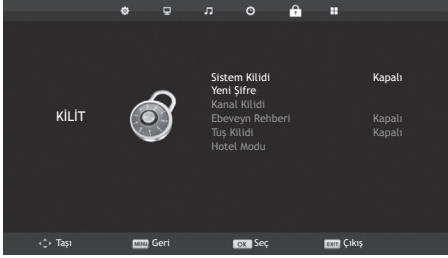 KİLİT
Sistem Kilidi Kapalı
Yeni Şifre
Kanal Kilidi
Ebeveyn Rehberi Kapalı
Tuş Kilidi Kapalı
Hotel Modu
Taşı MENU Geri OK Seç EXIT Çıkış